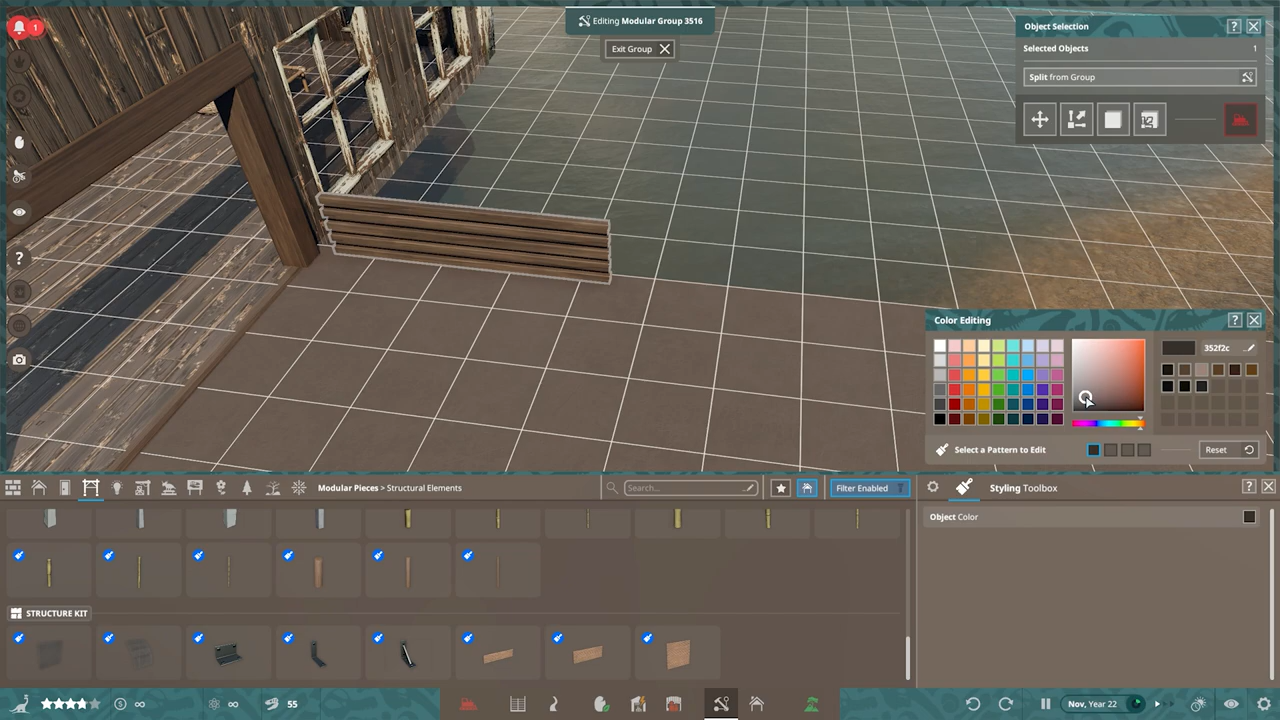 1
Editing Modular Group 3516
Exit Group
Object Selection
?
Selected Objects
1
Split from Group
12
?
Color Editing
?
352f2c
Select a Pattern to Edit
Reset
Modular Pieces > Structural Elements
Search...
Filter Enabled
Styling Toolbox
?
Object Color
STRUCTURE KIT
$ ∞
∞
55
Nov, Year 22